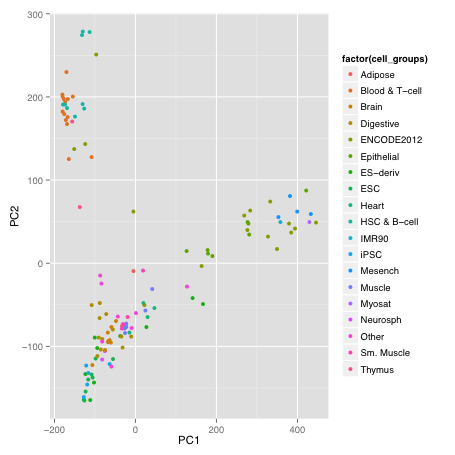 300
200
100
0
−100
−200
0
200
400
PC1
PC2
factor(cell_groups)
Adipose
Blood & T−cell
Brain
Digestive
ENCODE2012
Epithelial
ES−deriv
ESC
Heart
HSC & B−cell
IMR90
iPSC
Mesench
Muscle
Myosat
Neurosph
Other
Sm. Muscle
Thymus